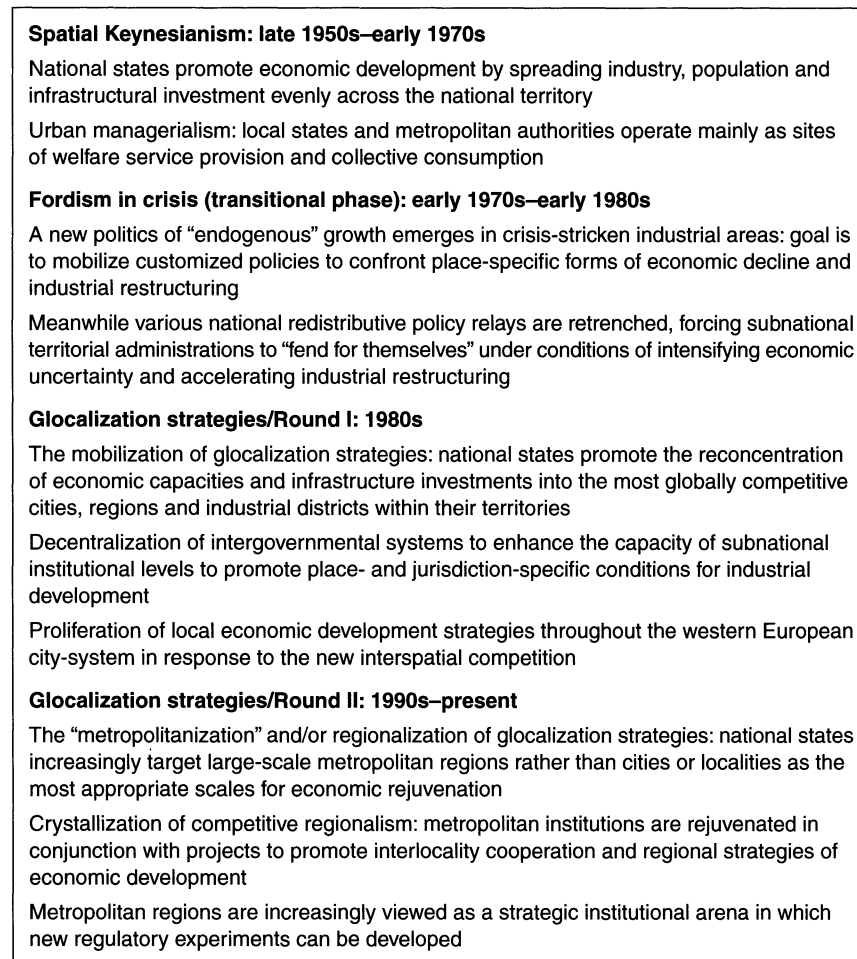 Spatial Keynesianism: late 1950s–early 1970s
National states promote economic development by spreading industry, population and
infrastructural investment evenly across the national territory
Urban managerialism: local states and metropolitan authorities operate mainly as sites
of welfare service provision and collective consumption
Fordism in crisis (transitional phase): early 1970s–early 1980s
A new politics of “endogenous” growth emerges in crisis-stricken industrial areas: goal is
to mobilize customized policies to confront place-specific forms of economic decline and
industrial restructuring
Meanwhile various national redistributive policy relays are retrenched, forcing subnational
territorial administrations to “fend for themselves” under conditions of intensifying economic
uncertainty and accelerating industrial restructuring
Glocalization strategies/Round I: 1980s
The mobilization of glocalization strategies: national states promote the reconcentration
of economic capacities and infrastructure investments into the most globally competitive
cities, regions and industrial districts within their territories
Decentralization of intergovernmental systems to enhance the capacity of subnational
institutional levels to promote place- and jurisdiction-specific conditions for industrial
development
Proliferation of local economic development strategies throughout the western European
city-system in response to the new interspatial competition
Glocalization strategies/Round II: 1990s–present
The “metropolitanization” and/or regionalization of glocalization strategies: national states
increasingly target large-scale metropolitan regions rather than cities or localities as the
most appropriate scales for economic rejuvenation
Crystallization of competitive regionalism: metropolitan institutions are rejuvenated in
conjunction with projects to promote interlocality cooperation and regional strategies of
economic development
Metropolitan regions are increasingly viewed as a strategic institutional arena in which
new regulatory experiments can be developed